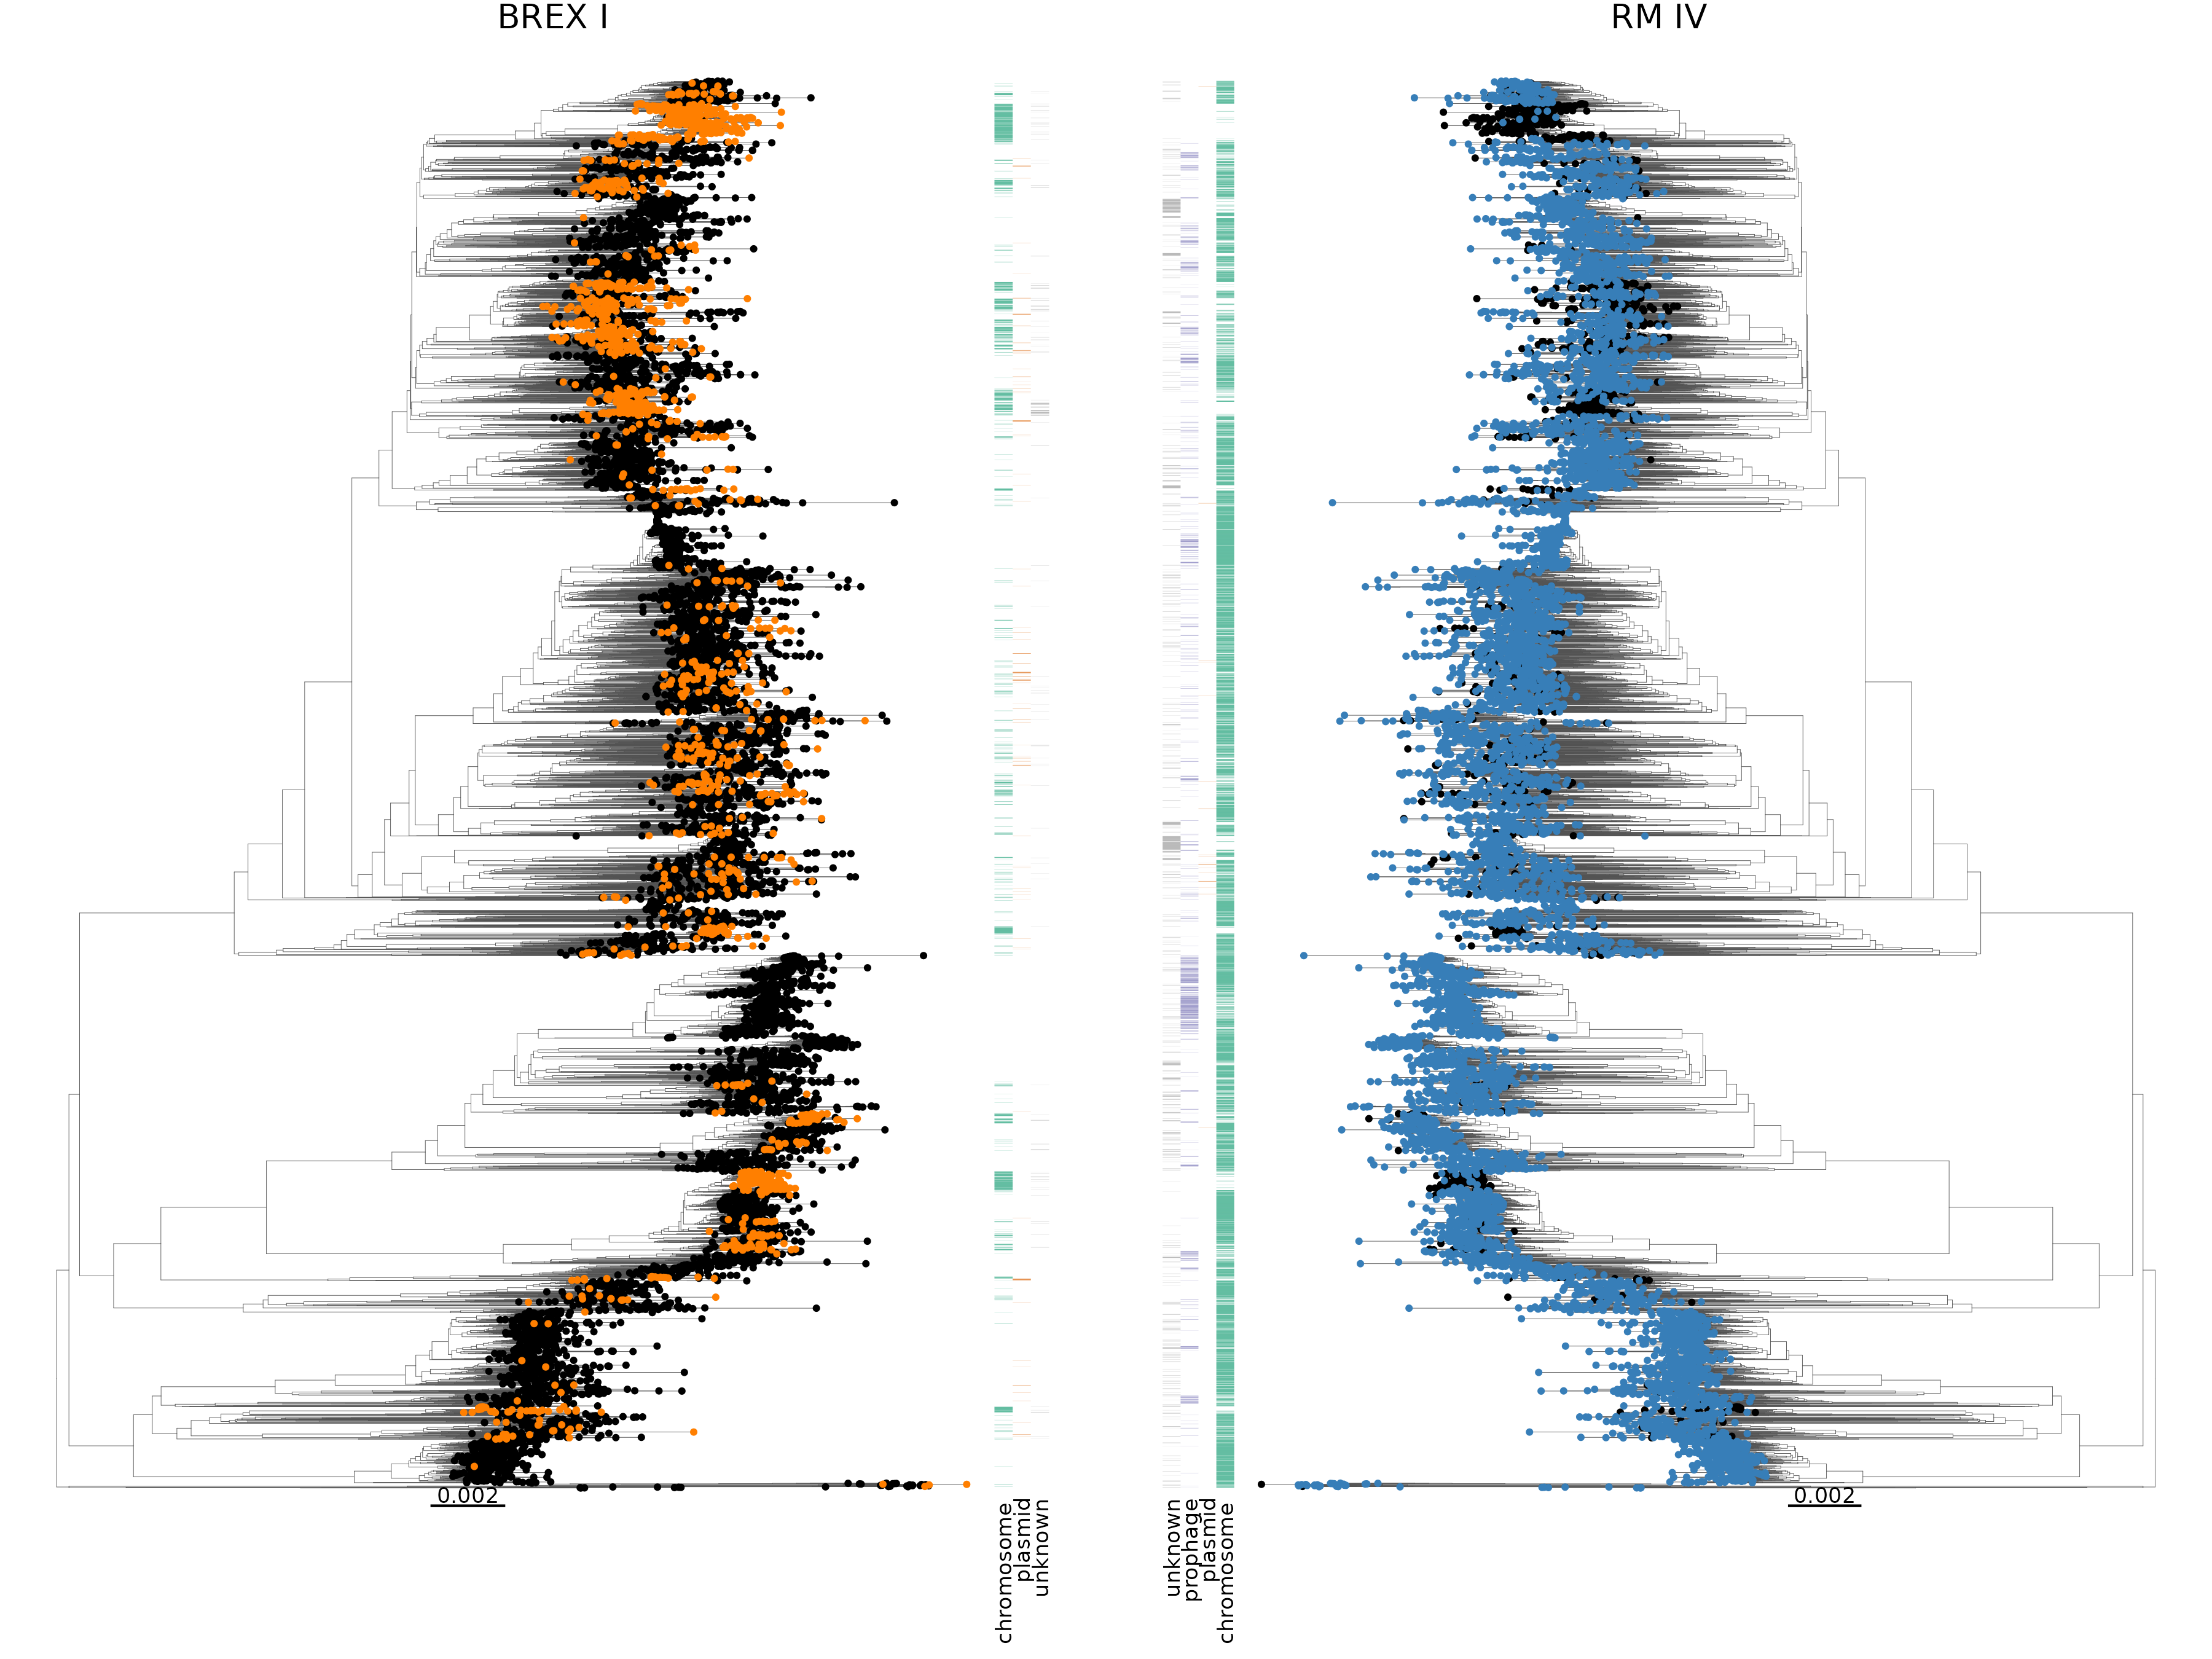 BREX I
RM IV
0.002
0.002
chromosome
plasmid
unknown
unknown
prophage
plasmid
chromosome